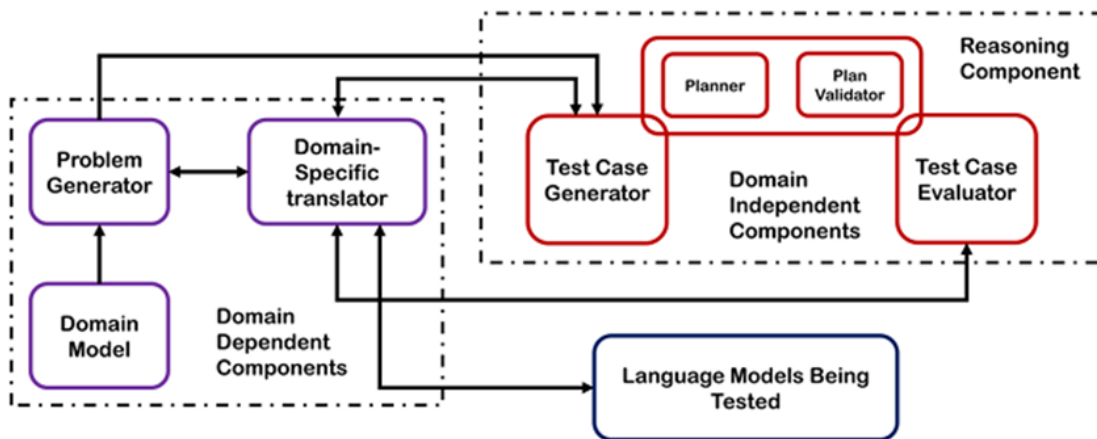 Reasoning
Component
Planner
Plan
Validator
Problem
Generator
Domain-
Specific
translator
Test Case
Generator
Domain
Independent
Components
Test Case
Evaluator
Domain
Model
Domain
Dependent
Components
Language Models Being
Tested